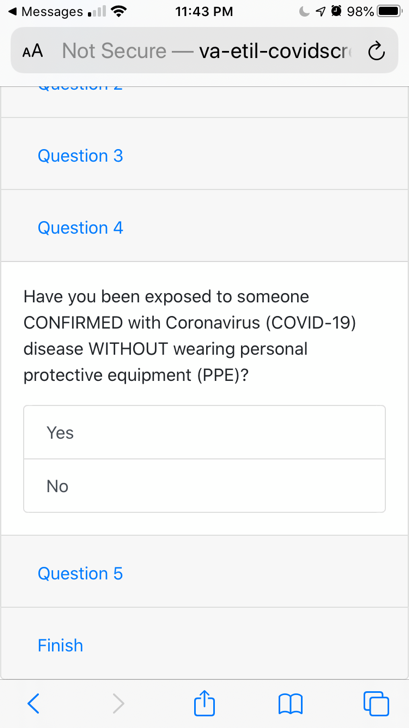 Messages 11:43 PM 98%
AA Not Secure — va-etil-covidscr
Question 2
Question 3
Question 4
Have you been exposed to someone
CONFIRMED with Coronavirus (COVID-19)
disease WITHOUT wearing personal
protective equipment (PPE)?
Yes
No
Question 5
Finish